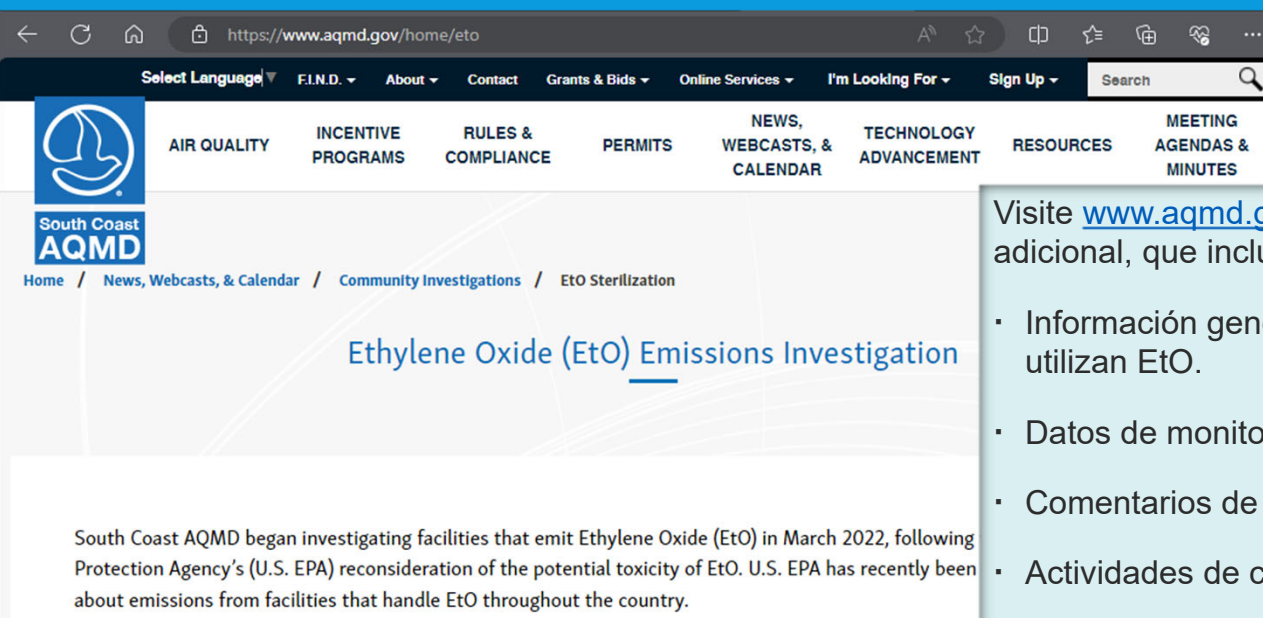 https://www.aqmd.gov/home/eto
Select Language F.I.N.D. About Contact Grants & Bids Online Services I'm Looking For Sign Up Search
AIR QUALITY
INCENTIVE
PROGRAMS
RULES &
COMPLIANCE
PERMITS
NEWS,
WEBCASTS, &
CALENDAR
TECHNOLOGY
ADVANCEMENT
RESOURCES
MEETING
AGENDAS &
MINUTES
South Coast
AQMD
Home / News, Webcasts, & Calendar / Community Investigations / EtO Sterilization
Ethylene Oxide (EtO) Emissions Investigation
South Coast AQMD began investigating facilities that emit Ethylene Oxide (EtO) in March 2022, following
Protection Agency's (U.S. EPA) reconsideration of the potential toxicity of EtO. U.S. EPA has recently been
about emissions from facilities that handle EtO throughout the country.
Visite www.aqmd.g
adicional, que inclu
· Información gen
utilizan EtO.
· Datos de monito
· Comentarios de
· Actividades de c